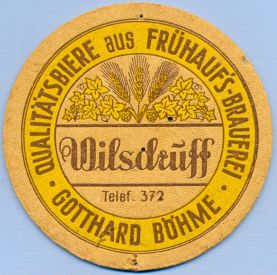 QUALITÄTSBIERE aus FRÜHAUF'S-BRAUEREI
Wilsdruff
Telef. 372
· GOTTHARD BÖHME ·